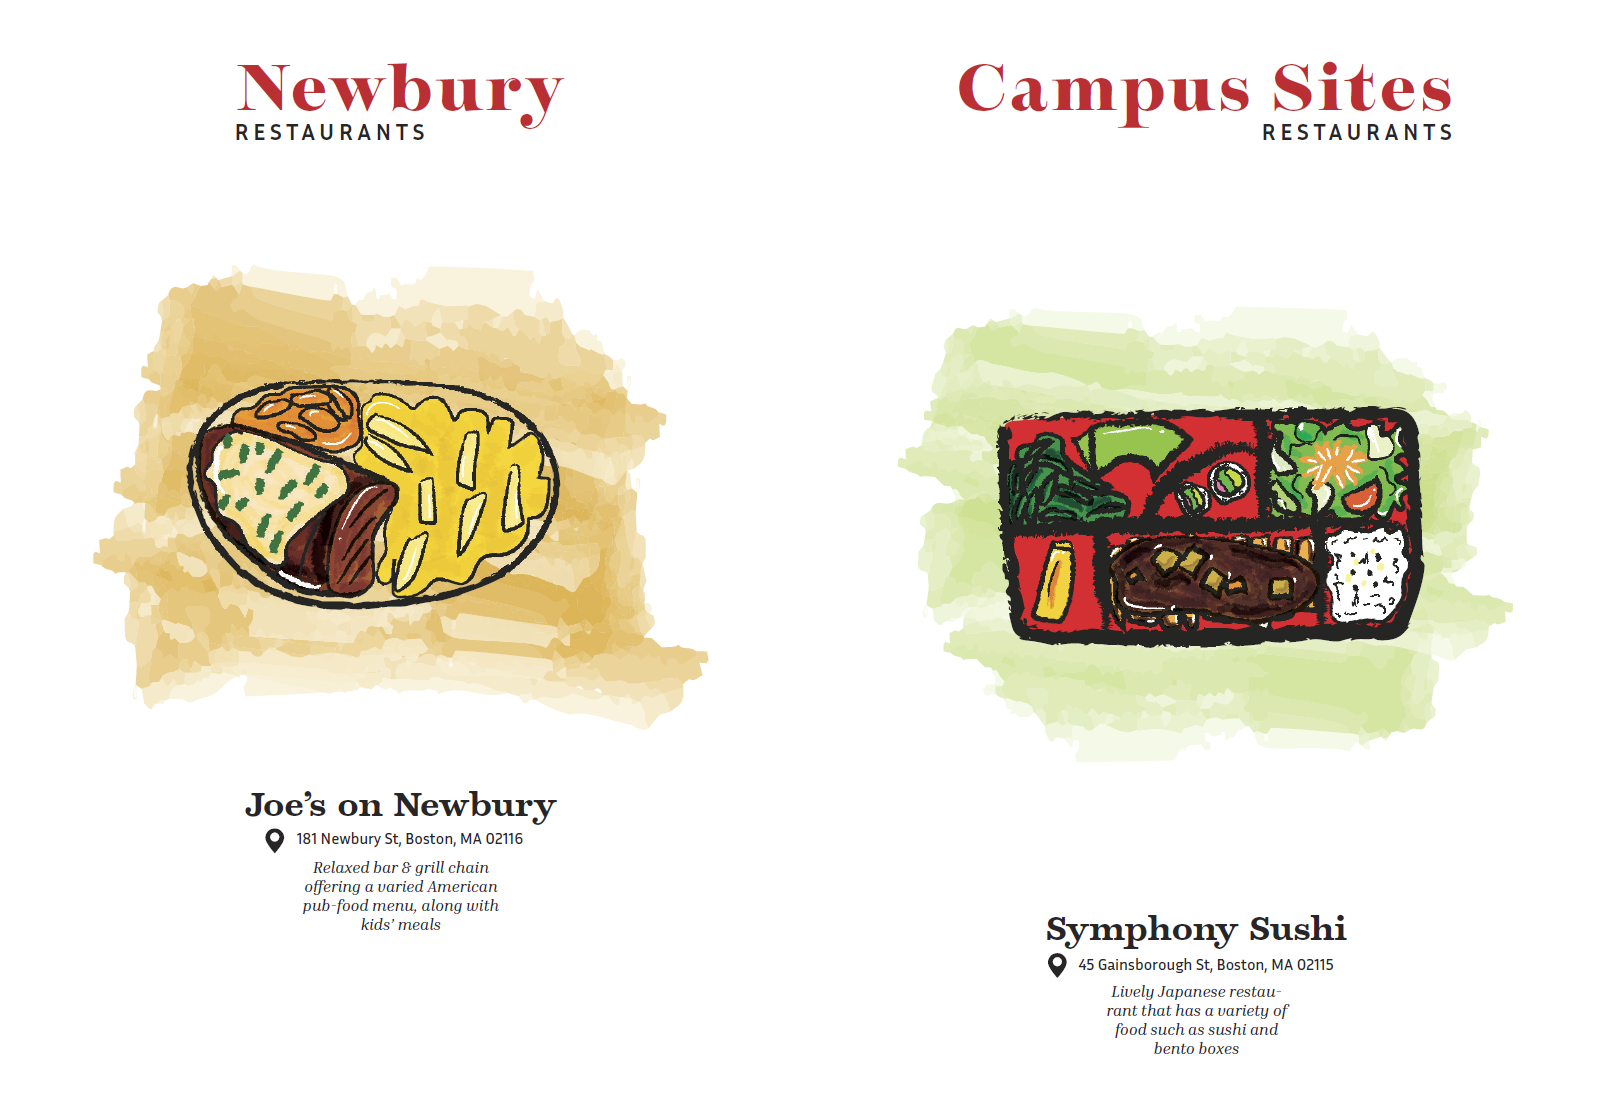 Newbury
RESTAURANTS
Joe’s on Newbury
181 Newbury St, Boston, MA 02116
Relaxed bar & grill chain
offering a varied American
pub-food menu, along with
kids’ meals
Campus Sites
RESTAURANTS
Symphony Sushi
45 Gainsborough St, Boston, MA 02115
Lively Japanese restau-
rant that has a variety of
food such as sushi and
bento boxes